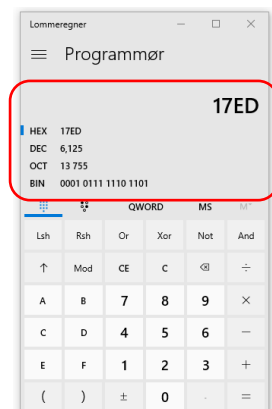 Lommeregner
Programmør
17ED
HEX 17ED
DEC 6,125
OCT 13 755
BIN 0001 0111 1110 1101
QWORD MS M˅
Lsh Rsh Or Xor Not And
↑ Mod CE C ⌫ ÷
A B 7 8 9 ×
C D 4 5 6 −
E F 1 2 3 +
( ) ± 0 . =